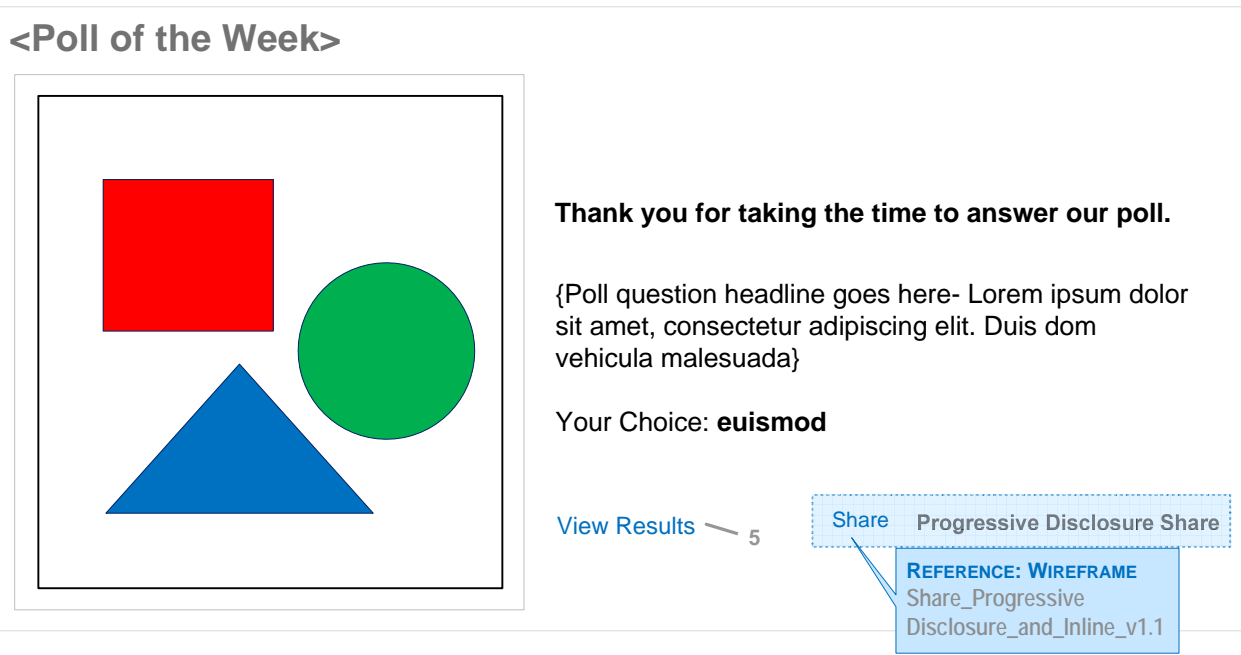 <Poll of the Week>
Thank you for taking the time to answer our poll.
{Poll question headline goes here- Lorem ipsum dolor
sit amet, consectetur adipiscing elit. Duis dom
vehicula malesuada}
Your Choice: euismod
View Results 5
Share Progressive Disclosure Share
REFERENCE: WIREFRAME
Share_Progressive
Disclosure_and_Inline_v1.1